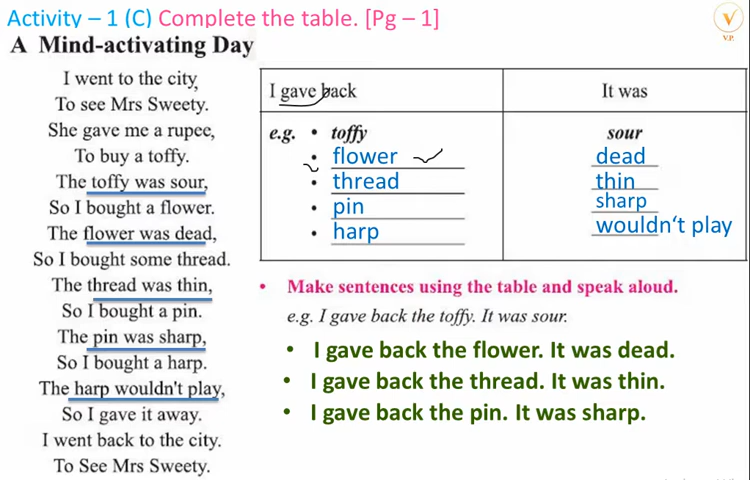 Activity – 1 (C) Complete the table. [Pg – 1]
V.P.
A Mind-activating Day
I went to the city,
To see Mrs Sweety.
She gave me a rupee,
To buy a toffy.
The toffy was sour,
So I bought a flower.
The flower was dead,
So I bought some thread.
The thread was thin,
So I bought a pin.
The pin was sharp,
So I bought a harp.
The harp wouldn't play,
So I gave it away.
I went back to the city.
To See Mrs Sweety.
I gave back It was
e.g. • toffy sour
• flower dead
• thread thin
• pin sharp
• harp wouldn't play
• Make sentences using the table and speak aloud.
e.g. I gave back the toffy. It was sour.
• I gave back the flower. It was dead.
• I gave back the thread. It was thin.
• I gave back the pin. It was sharp.